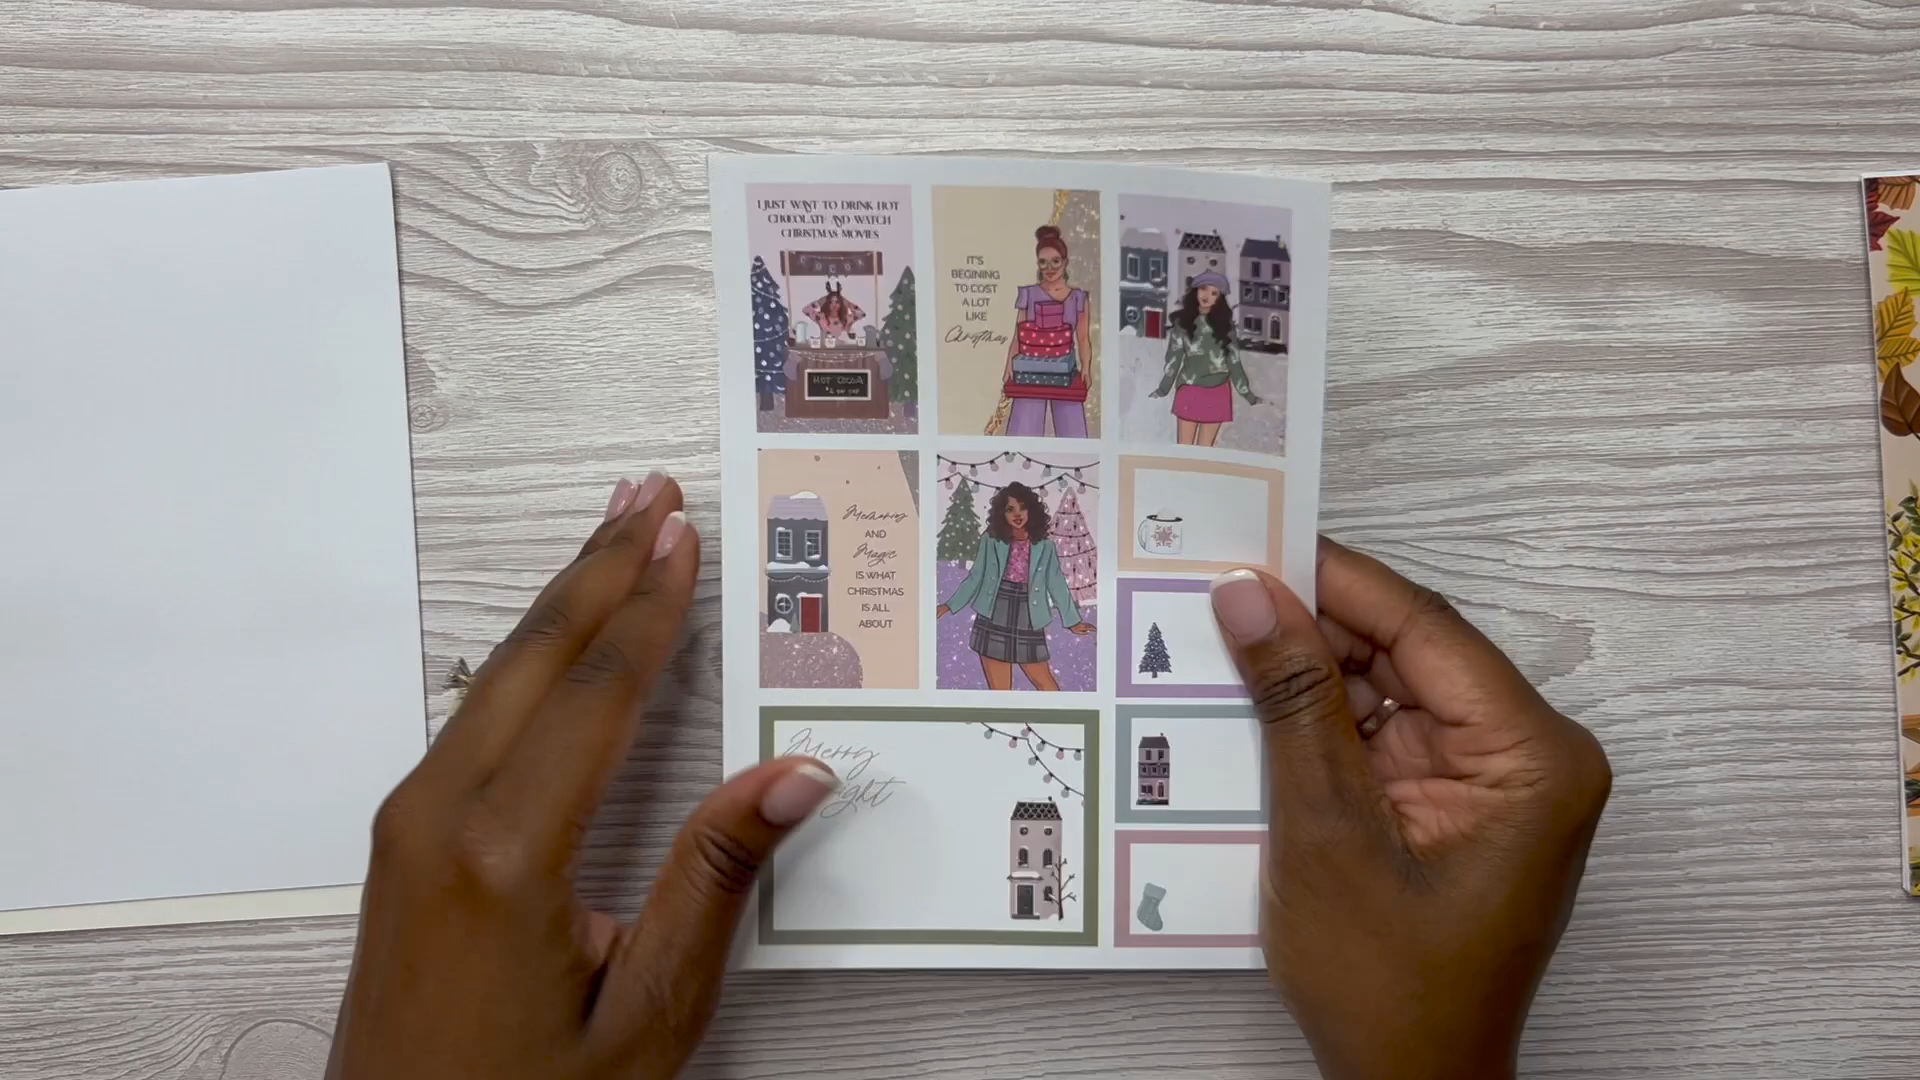 I JUST WANT TO DRINK HOT
CHOCOLATE AND WATCH
CHRISTMAS MOVIES
COCOA
HOT COCOA
IT'S
BEGINING
TO COST
A LOT
LIKE
Christmas
AND
Magic
IS WHAT
CHRISTMAS
IS ALL
ABOUT
Merry